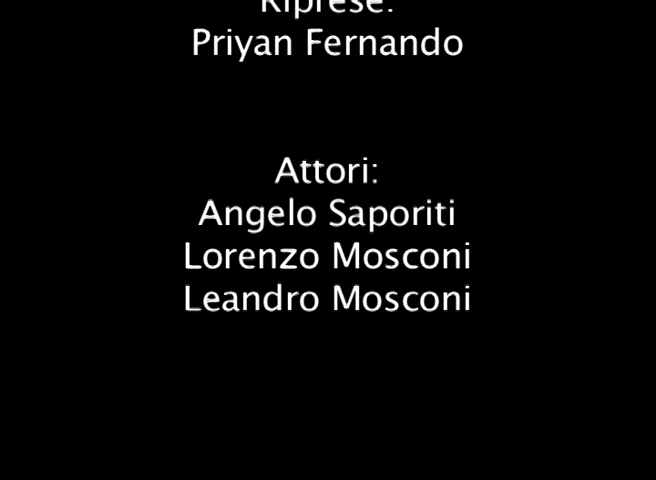 Riprese:
Priyan Fernando
Attori:
Angelo Saporiti
Lorenzo Mosconi
Leandro Mosconi